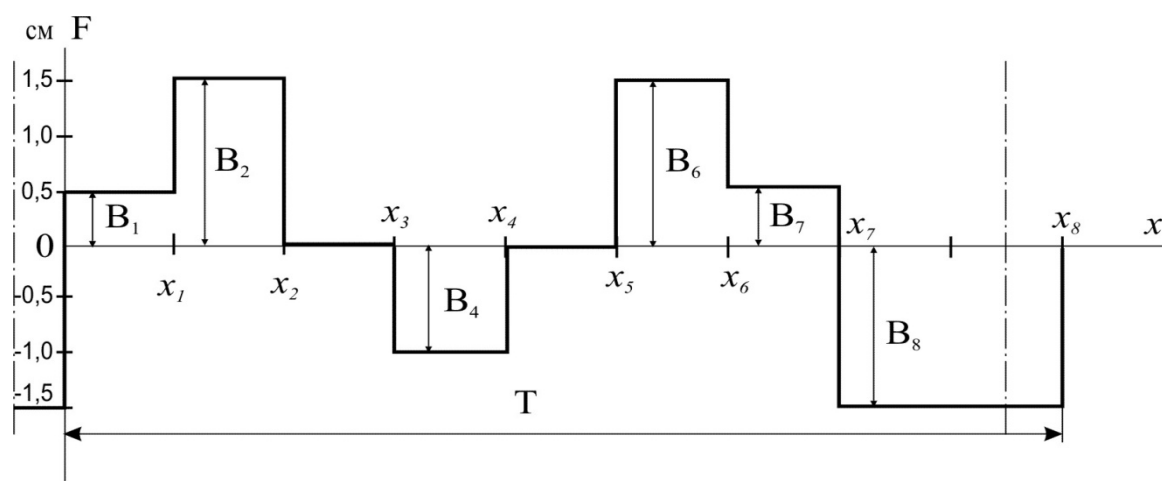 см F
1,5
1,0
0,5
0
-0,5
-1,0
-1,5
B₁
B₂
B₄
B₆
B₇
B₈
x₁
x₂
x₃
x₄
x₅
x₆
x₇
x₈
x
T